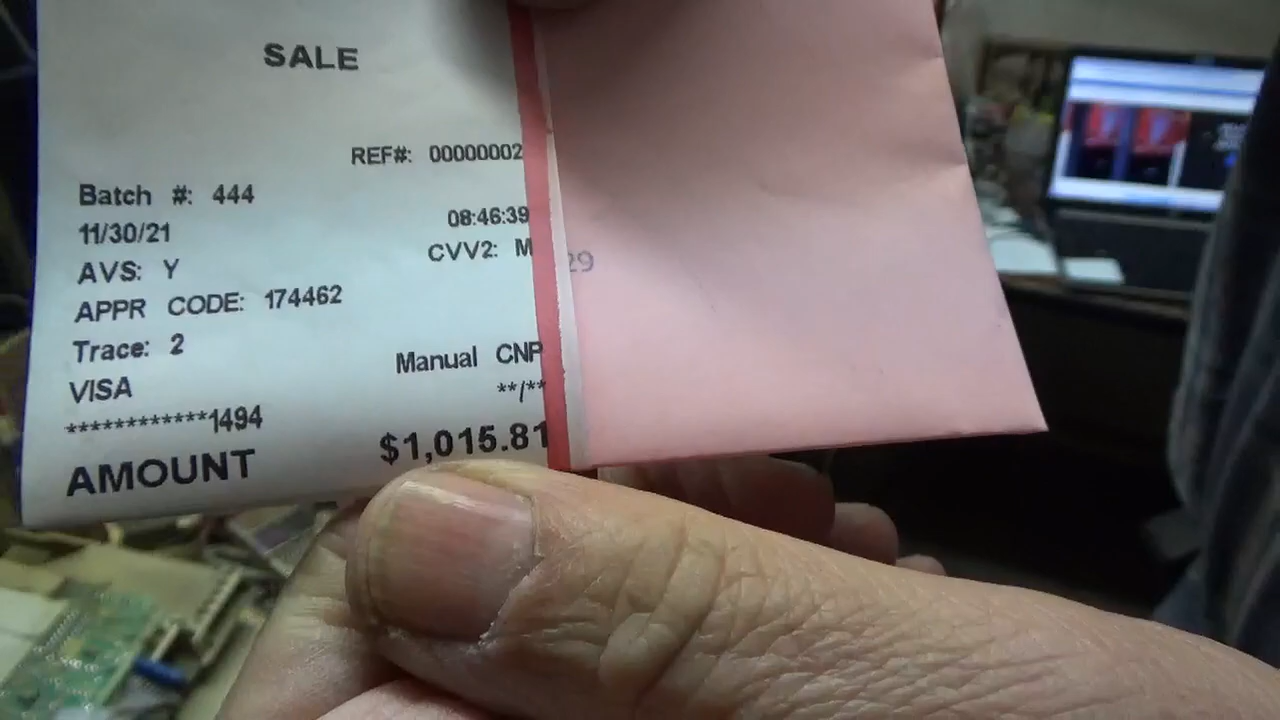 SALE
REF#: 00000002
Batch #: 444
11/30/21 08:46:39
AVS: Y CVV2: M
APPR CODE: 174462
Trace: 2
VISA Manual CNP
************1494 **/**
AMOUNT $1,015.81
29